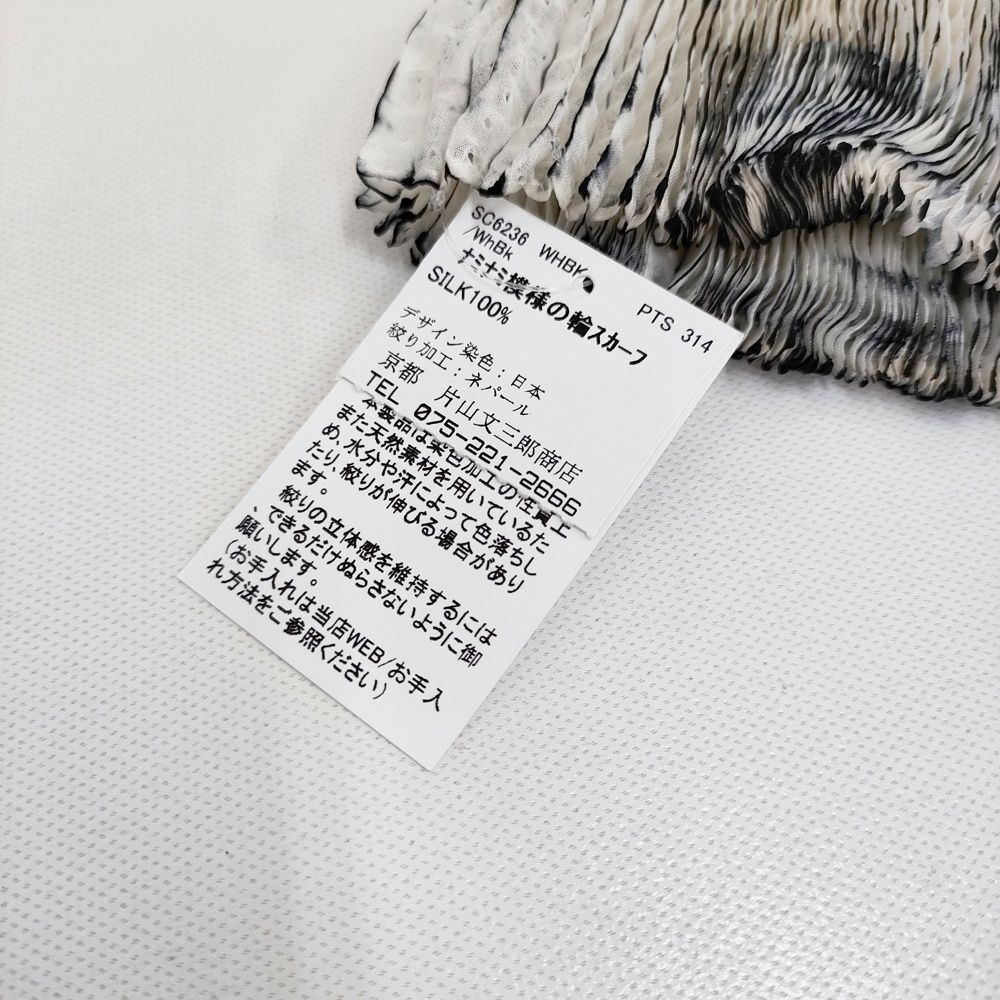 SC6236 WHBK PTS 314
/WhBk
ナミナミ模様の輪スカーフ
SILK100%
デザイン染色:日本
絞り加工:ネパール
京都 片山文三郎商店
TEL 075-221-2666
本製品は染色加工の性質上
また天然素材を用いているた
め、水分や汗によって色落ちし
たり、絞りが伸びる場合があり
ます。
絞りの立体感を維持するには
、できるだけぬらさないように御
願いします。
(お手入れは当店WEB/お手入
れ方法をご参照ください)